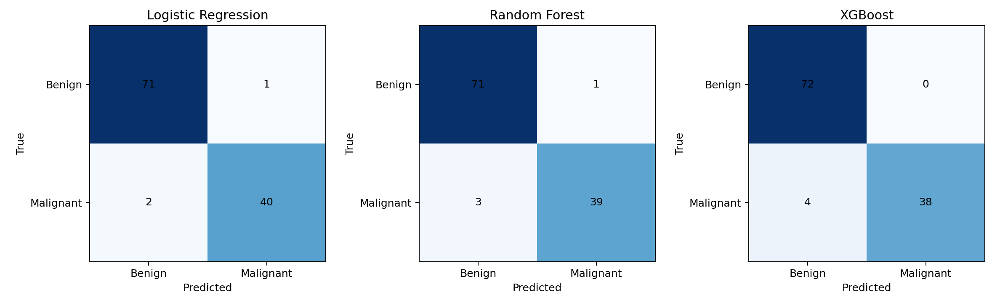 Logistic Regression
Benign
71
1
True
Malignant
2
40
Benign
Malignant
Predicted
Random Forest
Benign
71
1
True
Malignant
3
39
Benign
Malignant
Predicted
XGBoost
Benign
72
0
True
Malignant
4
38
Benign
Malignant
Predicted